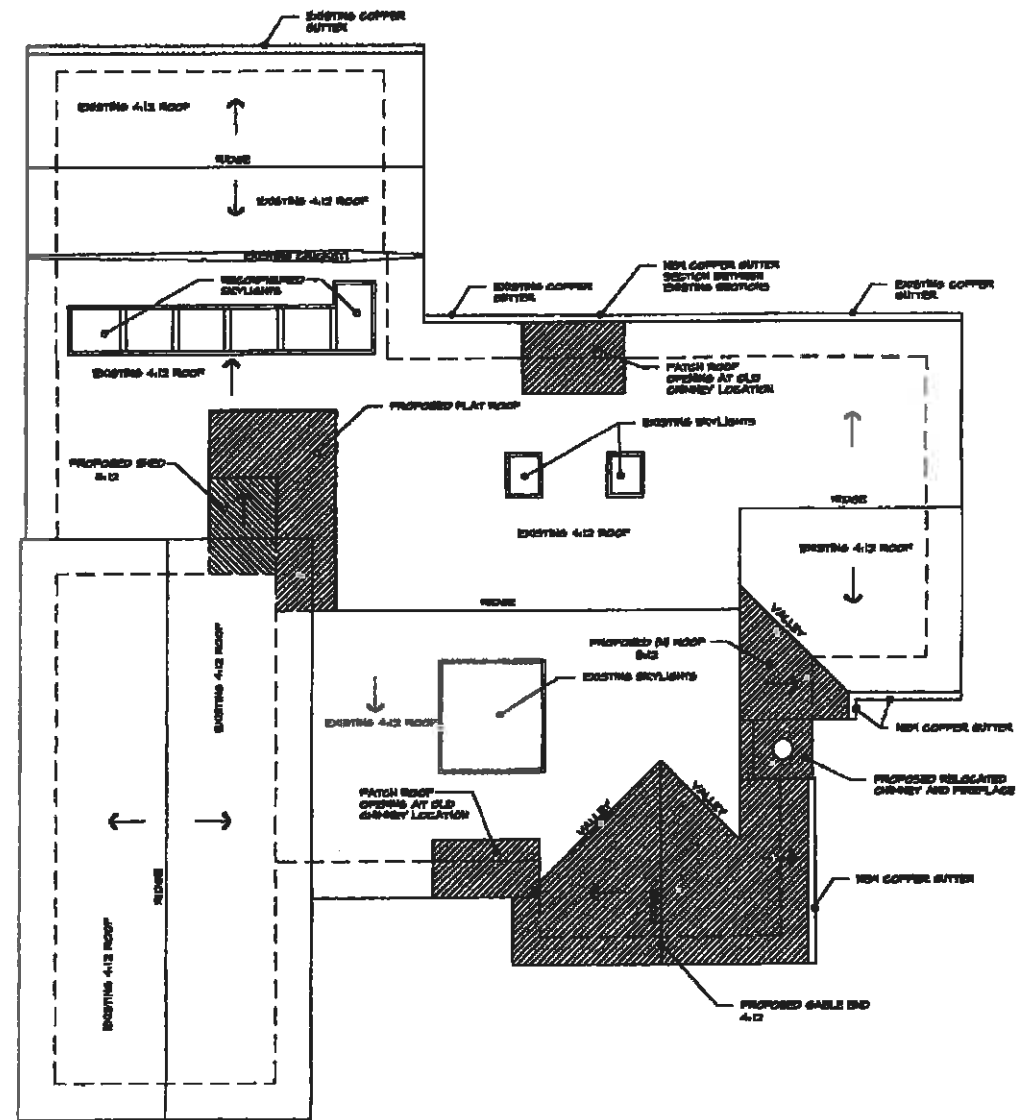 EXISTING COPPER
GUTTER
EXISTING 4:12 ROOF
RIDGE
EXISTING 4:12 ROOF
EXISTING
RECONFIGURED
SKYLIGHTS
EXISTING COPPER
GUTTER
NEW COPPER GUTTER
SECTION BETWEEN
EXISTING SECTIONS
EXISTING COPPER
GUTTER
EXISTING 4:12 ROOF
PATCH ROOF
OPENING AT OLD
CHIMNEY LOCATION
PROPOSED FLAT ROOF
EXISTING SKYLIGHTS
PROPOSED SHED
RIDGE
EXISTING 4:12 ROOF
EXISTING 4:12 ROOF
RIDGE
VALLEY
PROPOSED ROOF
EXISTING 4:12 ROOF
EXISTING SKYLIGHTS
EXISTING 4:12 ROOF
NEW COPPER GUTTER
PROPOSED RELOCATED
CHIMNEY AND FIREPLACE
PATCH ROOF
OPENING AT OLD
CHIMNEY LOCATION
VALLEY
VALLEY
RIDGE
NEW COPPER GUTTER
EXISTING 4:12 ROOF
PROPOSED GABLE END
4:12